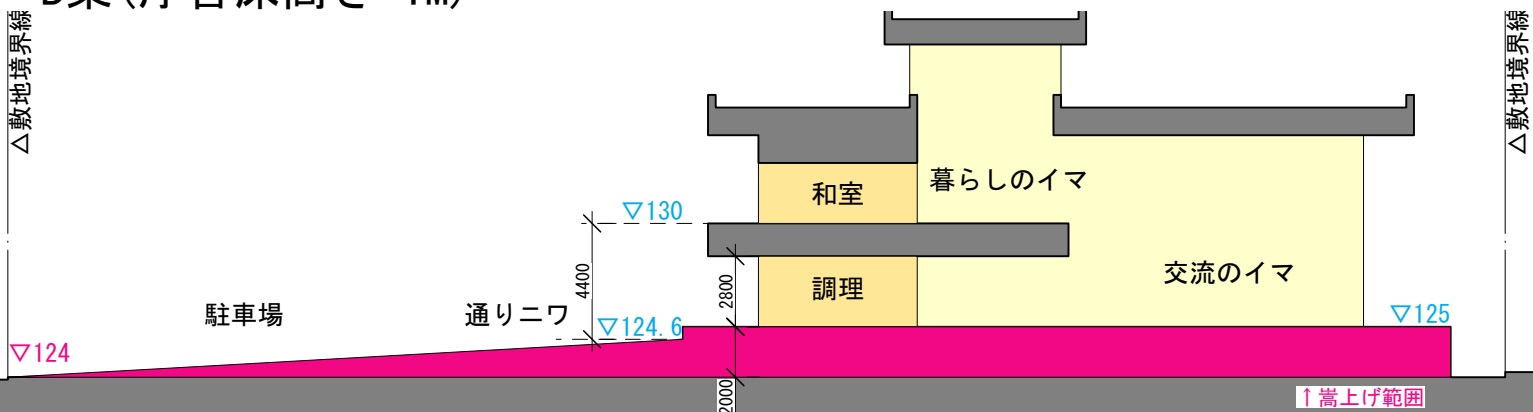 △敷地境界線
△敷地境界線
和室
暮らしのイマ
▽130
4400
2800
調理
交流のイマ
駐車場
通りニワ
▽124.6
▽125
▽124
2000
↑嵩上げ範囲